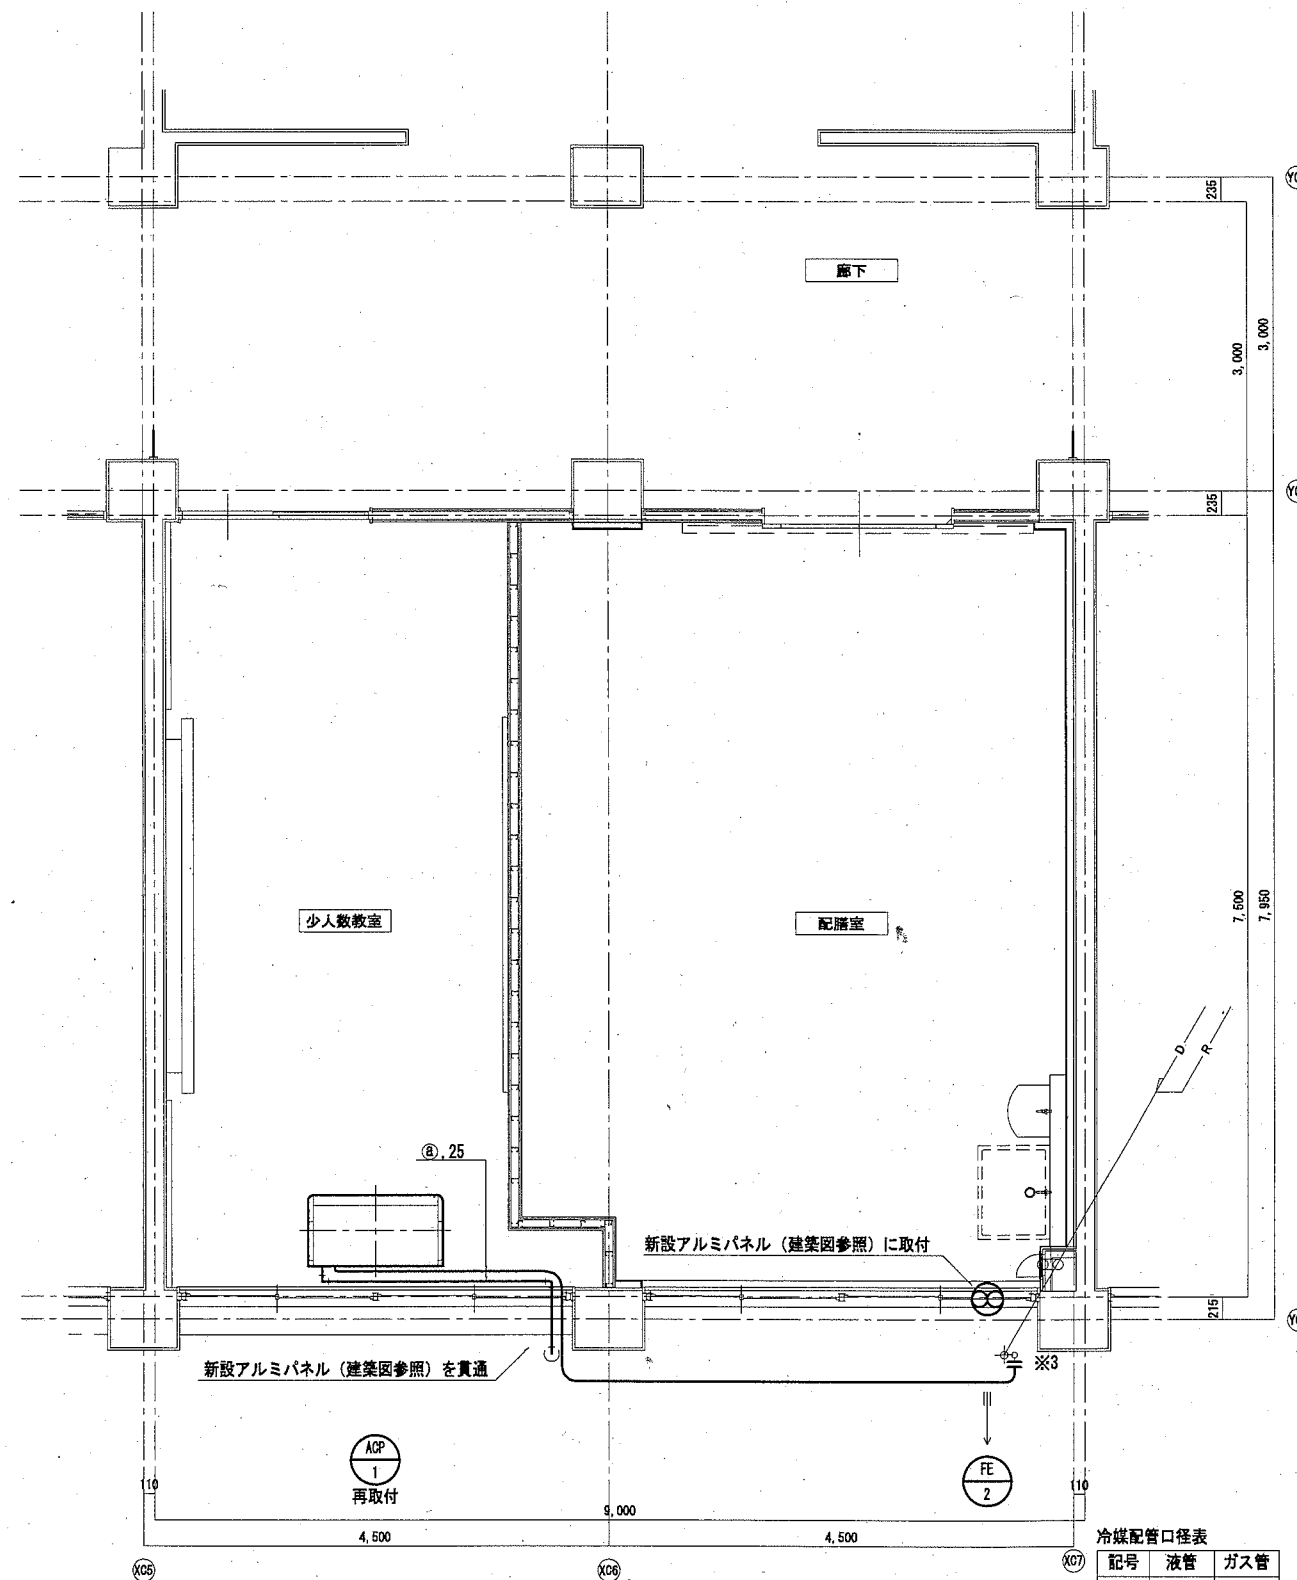 235
廊下
3,000
3,000
235
少人数教室
配膳室
7,500
7,950
D
R
ⓐ, 25
新設アルミパネル（建築図参照）に取付
215
新設アルミパネル（建築図参照）を貫通
※3
ACP
1
再取付
FE
2
110
110
9,000
4,500
4,500
XC5
XC6
XC7
冷媒配管口径表
記号 液管 ガス管